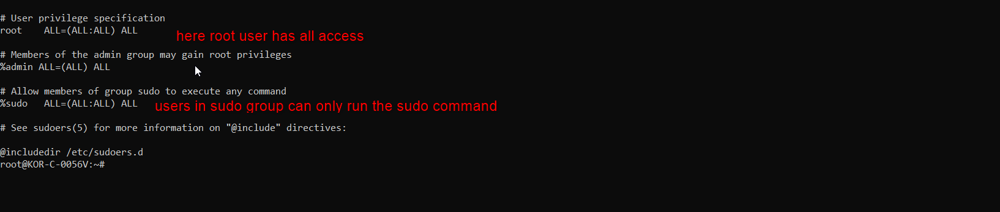 # User privilege specification
root    ALL=(ALL:ALL) ALL
here root user has all access
# Members of the admin group may gain root privileges
%admin ALL=(ALL) ALL
# Allow members of group sudo to execute any command
%sudo   ALL=(ALL:ALL) ALL
users in sudo group can only run the sudo command
# See sudoers(5) for more information on "@include" directives:
@includedir /etc/sudoers.d
root@KOR-C-0056V:~#